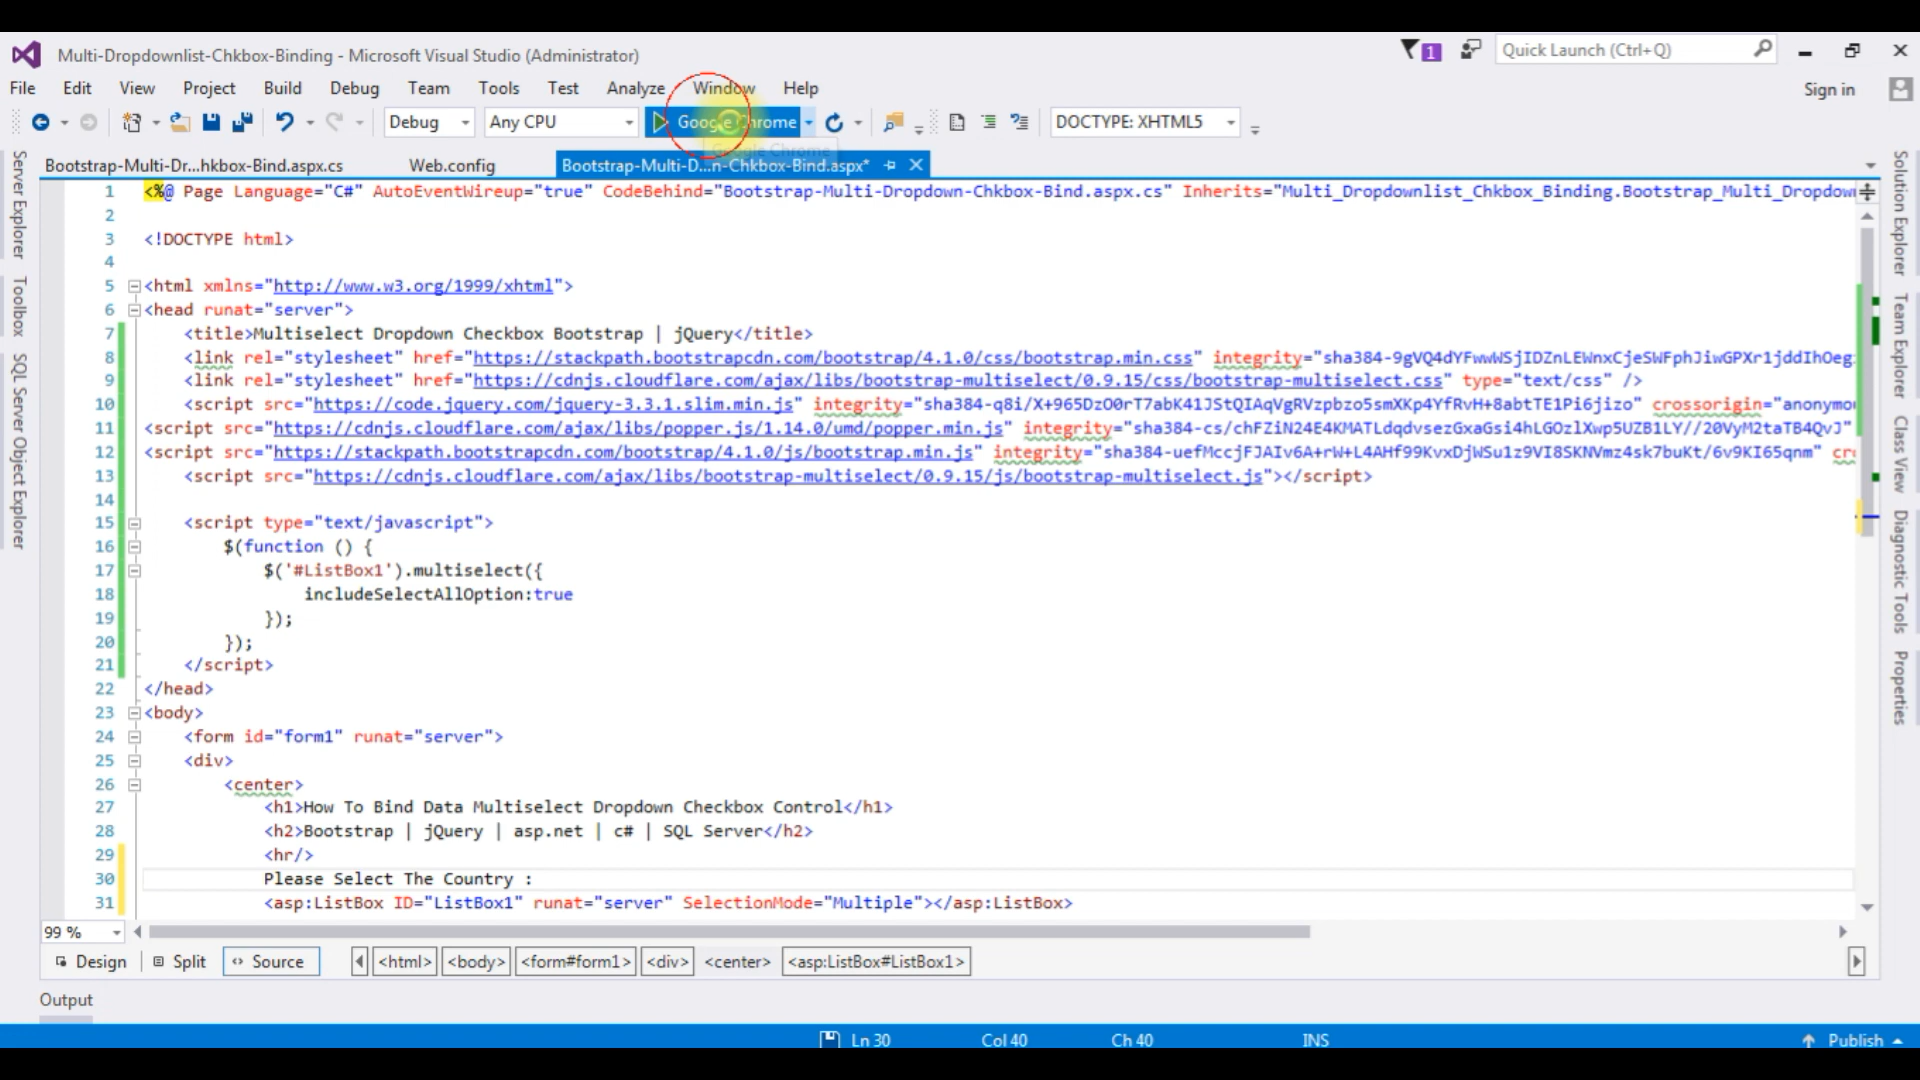 Multi-Dropdownlist-Chkbox-Binding - Microsoft Visual Studio (Administrator)
1
Quick Launch (Ctrl+Q)
File Edit View Project Build Debug Team Tools Test Analyze Window Help
Sign in
Debug Any CPU Google Chrome DOCTYPE: XHTML5
Google Chrome
Bootstrap-Multi-Dr...hkbox-Bind.aspx.cs Web.config Bootstrap-Multi-D...n-Chkbox-Bind.aspx*
Server Explorer
Toolbox
SQL Server Object Explorer
1 <%@ Page Language="C#" AutoEventWireup="true" CodeBehind="Bootstrap-Multi-Dropdown-Chkbox-Bind.aspx.cs" Inherits="Multi_Dropdownlist_Chkbox_Binding.Bootstrap_Multi_Dropdow
2
3 <!DOCTYPE html>
4
5 <html xmlns="http://www.w3.org/1999/xhtml">
6 <head runat="server">
7 <title>Multiselect Dropdown Checkbox Bootstrap | jQuery</title>
8 <link rel="stylesheet" href="https://stackpath.bootstrapcdn.com/bootstrap/4.1.0/css/bootstrap.min.css" integrity="sha384-9gVQ4dYFwwWSjIDZnLEWnxCjeSWFphJiwGPXr1jddIhOeg
9 <link rel="stylesheet" href="https://cdnjs.cloudflare.com/ajax/libs/bootstrap-multiselect/0.9.15/css/bootstrap-multiselect.css" type="text/css" />
10 <script src="https://code.jquery.com/jquery-3.3.1.slim.min.js" integrity="sha384-q8i/X+965DzO0rT7abK41JStQIAqVgRVzpbzo5smXKp4YfRvH+8abtTE1Pi6jizo" crossorigin="anonymo
11 <script src="https://cdnjs.cloudflare.com/ajax/libs/popper.js/1.14.0/umd/popper.min.js" integrity="sha384-cs/chFZiN24E4KMATLdqdvsezGxaGsi4hLGOzlXwp5UZB1LY//20VyM2taTB4QvJ"
12 <script src="https://stackpath.bootstrapcdn.com/bootstrap/4.1.0/js/bootstrap.min.js" integrity="sha384-uefMccjFJAIv6A+rW+L4AHf99KvxDjWSu1z9VI8SKNVmz4sk7buKt/6v9KI65qnm" cr
13 <script src="https://cdnjs.cloudflare.com/ajax/libs/bootstrap-multiselect/0.9.15/js/bootstrap-multiselect.js"></script>
14
15 <script type="text/javascript">
16 $(function () {
17 $('#ListBox1').multiselect({
18 includeSelectAllOption:true
19 });
20 });
21 </script>
22 </head>
23 <body>
24 <form id="form1" runat="server">
25 <div>
26 <center>
27 <h1>How To Bind Data Multiselect Dropdown Checkbox Control</h1>
28 <h2>Bootstrap | jQuery | asp.net | c# | SQL Server</h2>
29 <hr/>
30 Please Select The Country :
31 <asp:ListBox ID="ListBox1" runat="server" SelectionMode="Multiple"></asp:ListBox>
Solution Explorer
Team Explorer
Class View
Diagnostic Tools
Properties
99 %
Design Split Source <html> <body> <form#form1> <div> <center> <asp:ListBox#ListBox1>
Output
Ln 30 Col 40 Ch 40 INS Publish